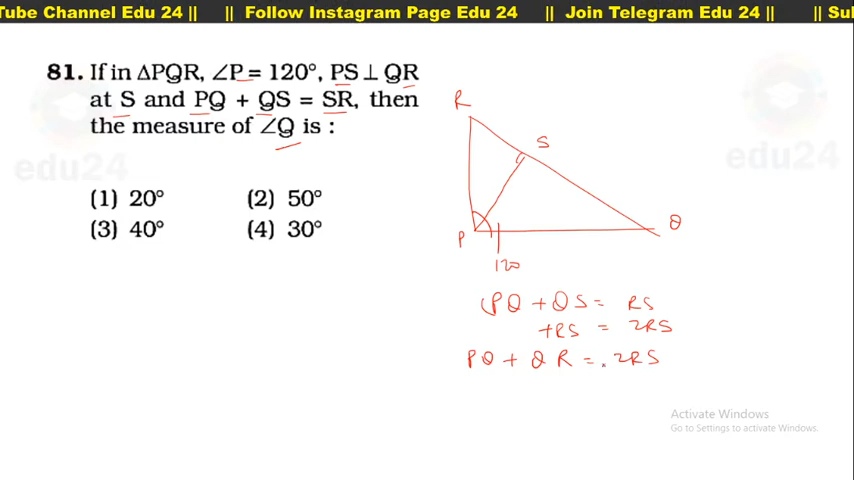 Tube Channel Edu 24 || || Follow Instagram Page Edu 24 || Join Telegram Edu 24 || || Sul
81. If in ΔPQR, ∠P = 120°, PS ⊥ QR
at S and PQ + QS = SR, then
the measure of ∠Q is :
(1) 20° (2) 50°
(3) 40° (4) 30°
edu24
edu24
R
S
P
Q
120
PQ + QS = RS
+RS = 2RS
PQ + QR = 2RS
Activate Windows
Go to Settings to activate Windows.